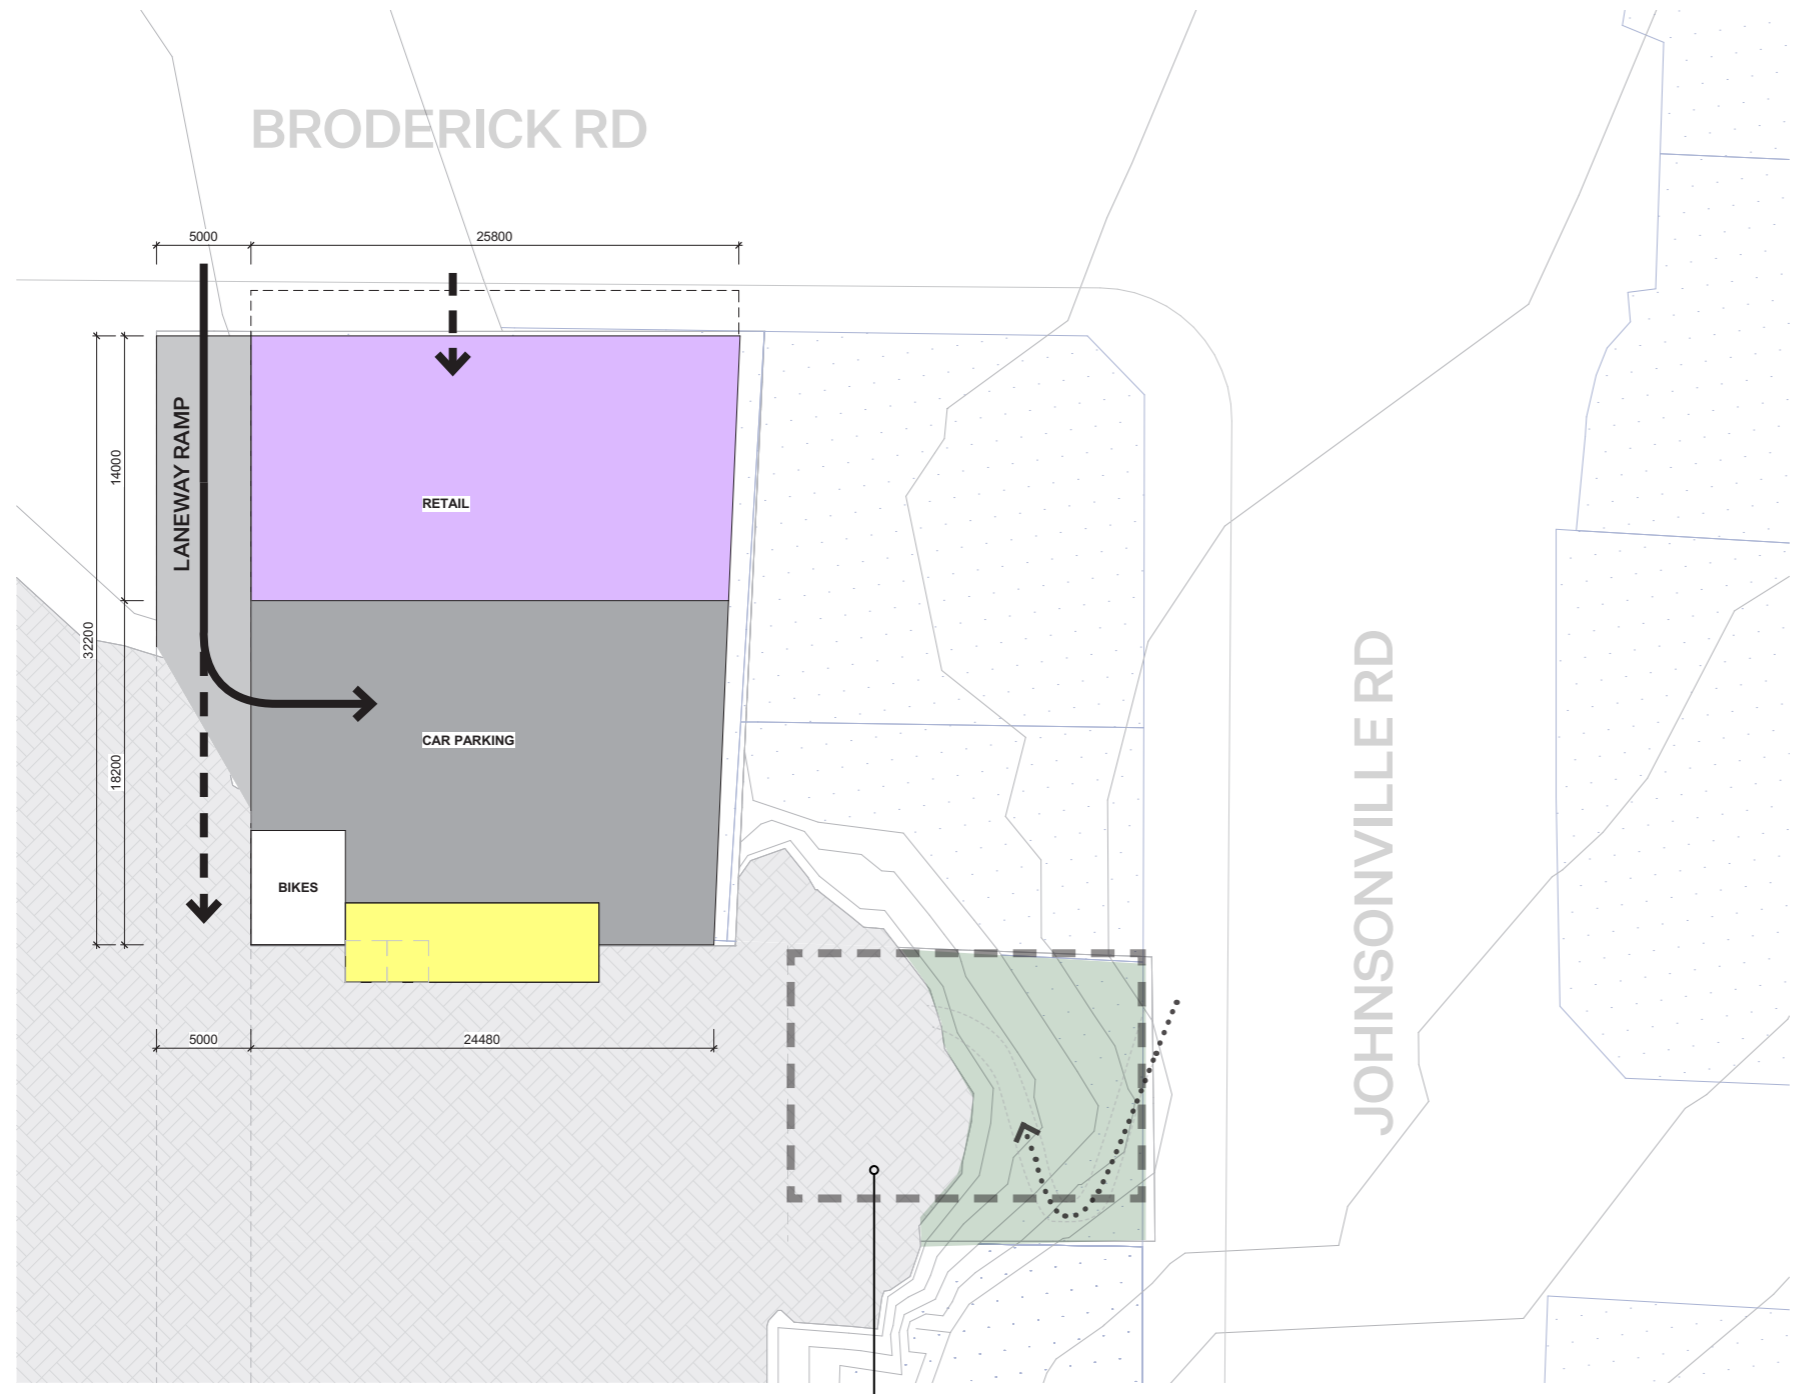 BRODERICK RD
5000
25800
LANEWAY RAMP
14000
RETAIL
32200
18200
CAR PARKING
JOHNSONVILLE RD
BIKES
5000
24480